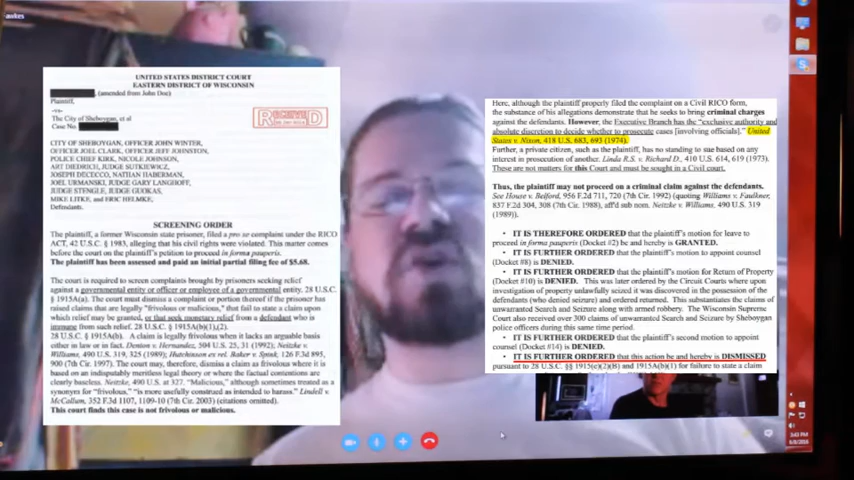 UNITED STATES DISTRICT COURT
EASTERN DISTRICT OF WISCONSIN
(amended from John Doe)
Plaintiff,
-vs-
The City of Sheboygan, et al
Case No.
RECEIVED
CITY OF SHEBOYGAN, OFFICER JOHN WINTER,
OFFICER JOEL CLARK, OFFICER JEFF JOHNSTON,
POLICE CHIEF KIRK, NICOLE JOHNSON,
ART DIEDRICH, JUDGE SUTKIEWICZ,
JOSEPH DECECCO, NATHAN HABERMAN,
JOEL URMANSKI, JUDGE GARY LANGHOFF,
JUDGE STENGLE, JUDGE GUOKAS,
MIKE LITKE, and ERIC HELMKE,
Defendants.
SCREENING ORDER
The plaintiff, a former Wisconsin state prisoner, filed a pro se complaint under the RICO
ACT, 42 U.S.C. § 1983, alleging that his civil rights were violated. This matter comes
before the court on the plaintiff's petition to proceed in forma pauperis.
The plaintiff has been assessed and paid an initial partial filing fee of $5.68.
The court is required to screen complaints brought by prisoners seeking relief
against a governmental entity or officer or employee of a governmental entity. 28 U.S.C.
§ 1915A(a). The court must dismiss a complaint or portion thereof if the prisoner has
raised claims that are legally "frivolous or malicious," that fail to state a claim upon
which relief may be granted, or that seek monetary relief from a defendant who is
immune from such relief. 28 U.S.C. § 1915A(b)(1),(2).
28 U.S.C. § 1915A(b). A claim is legally frivolous when it lacks an arguable basis
either in law or in fact. Denton v. Hernandez, 504 U.S. 25, 31 (1992); Neitzke v.
Williams, 490 U.S. 319, 325 (1989); Hutchinson ex rel. Baker v. Spink, 126 F.3d 895,
900 (7th Cir. 1997). The court may, therefore, dismiss a claim as frivolous where it is
based on an indisputably meritless legal theory or where the factual contentions are
clearly baseless. Neitzke, 490 U.S. at 327. "Malicious," although sometimes treated as a
synonym for "frivolous," "is more usefully construed as intended to harass." Lindell v.
McCallum, 352 F.3d 1107, 1109-10 (7th Cir. 2003) (citations omitted).
This court finds this case is not frivolous or malicious.
Here, although the plaintiff properly filed the complaint on a Civil RICO form,
the substance of his allegations demonstrate that he seeks to bring criminal charges
against the defendants. However, the Executive Branch has the "exclusive authority and
absolute discretion to decide whether to prosecute cases [involving officials]." United
States v. Nixon, 418 U.S. 683, 693 (1974).
Further, a private citizen, such as the plaintiff, has no standing to sue based on any
interest in prosecution of another. Linda R.S. v. Richard D., 410 U.S. 614, 619 (1973).
These are not matters for this Court and must be sought in a Civil court.
Thus, the plaintiff may not proceed on a criminal claim against the defendants.
See House v. Belford, 956 F.2d 711, 720 (7th Cir. 1992) (quoting Williams v. Faulkner,
837 F.2d 304, 308 (7th Cir. 1988), aff'd sub nom. Neitzke v. Williams, 490 U.S. 319
(1989)).
• IT IS THEREFORE ORDERED that the plaintiff's motion for leave to
proceed in forma pauperis (Docket #2) be and hereby is GRANTED.
• IT IS FURTHER ORDERED that the plaintiff's motion to appoint counsel
(Docket #8) is DENIED.
• IT IS FURTHER ORDERED that the plaintiff's motion for Return of Property
(Docket #10) is DENIED. This was later ordered by the Circuit Courts where upon
investigation of property unlawfully seized it was discovered in the possession of the
defendants (who denied seizure) and ordered returned. This substantiates the claims of
unwarranted Search and Seizure along with armed robbery. The Wisconsin Supreme
Court also received over 300 claims of unwarranted Search and Seizure by Sheboygan
police officers during this same time period.
• IT IS FURTHER ORDERED that the plaintiff's second motion to appoint
counsel (Docket #14) is DENIED.
• IT IS FURTHER ORDERED that this action be and hereby is DISMISSED
pursuant to 28 U.S.C. §§ 1915(e)(2)(B) and 1915A(b)(1) for failure to state a claim
3:43 PM